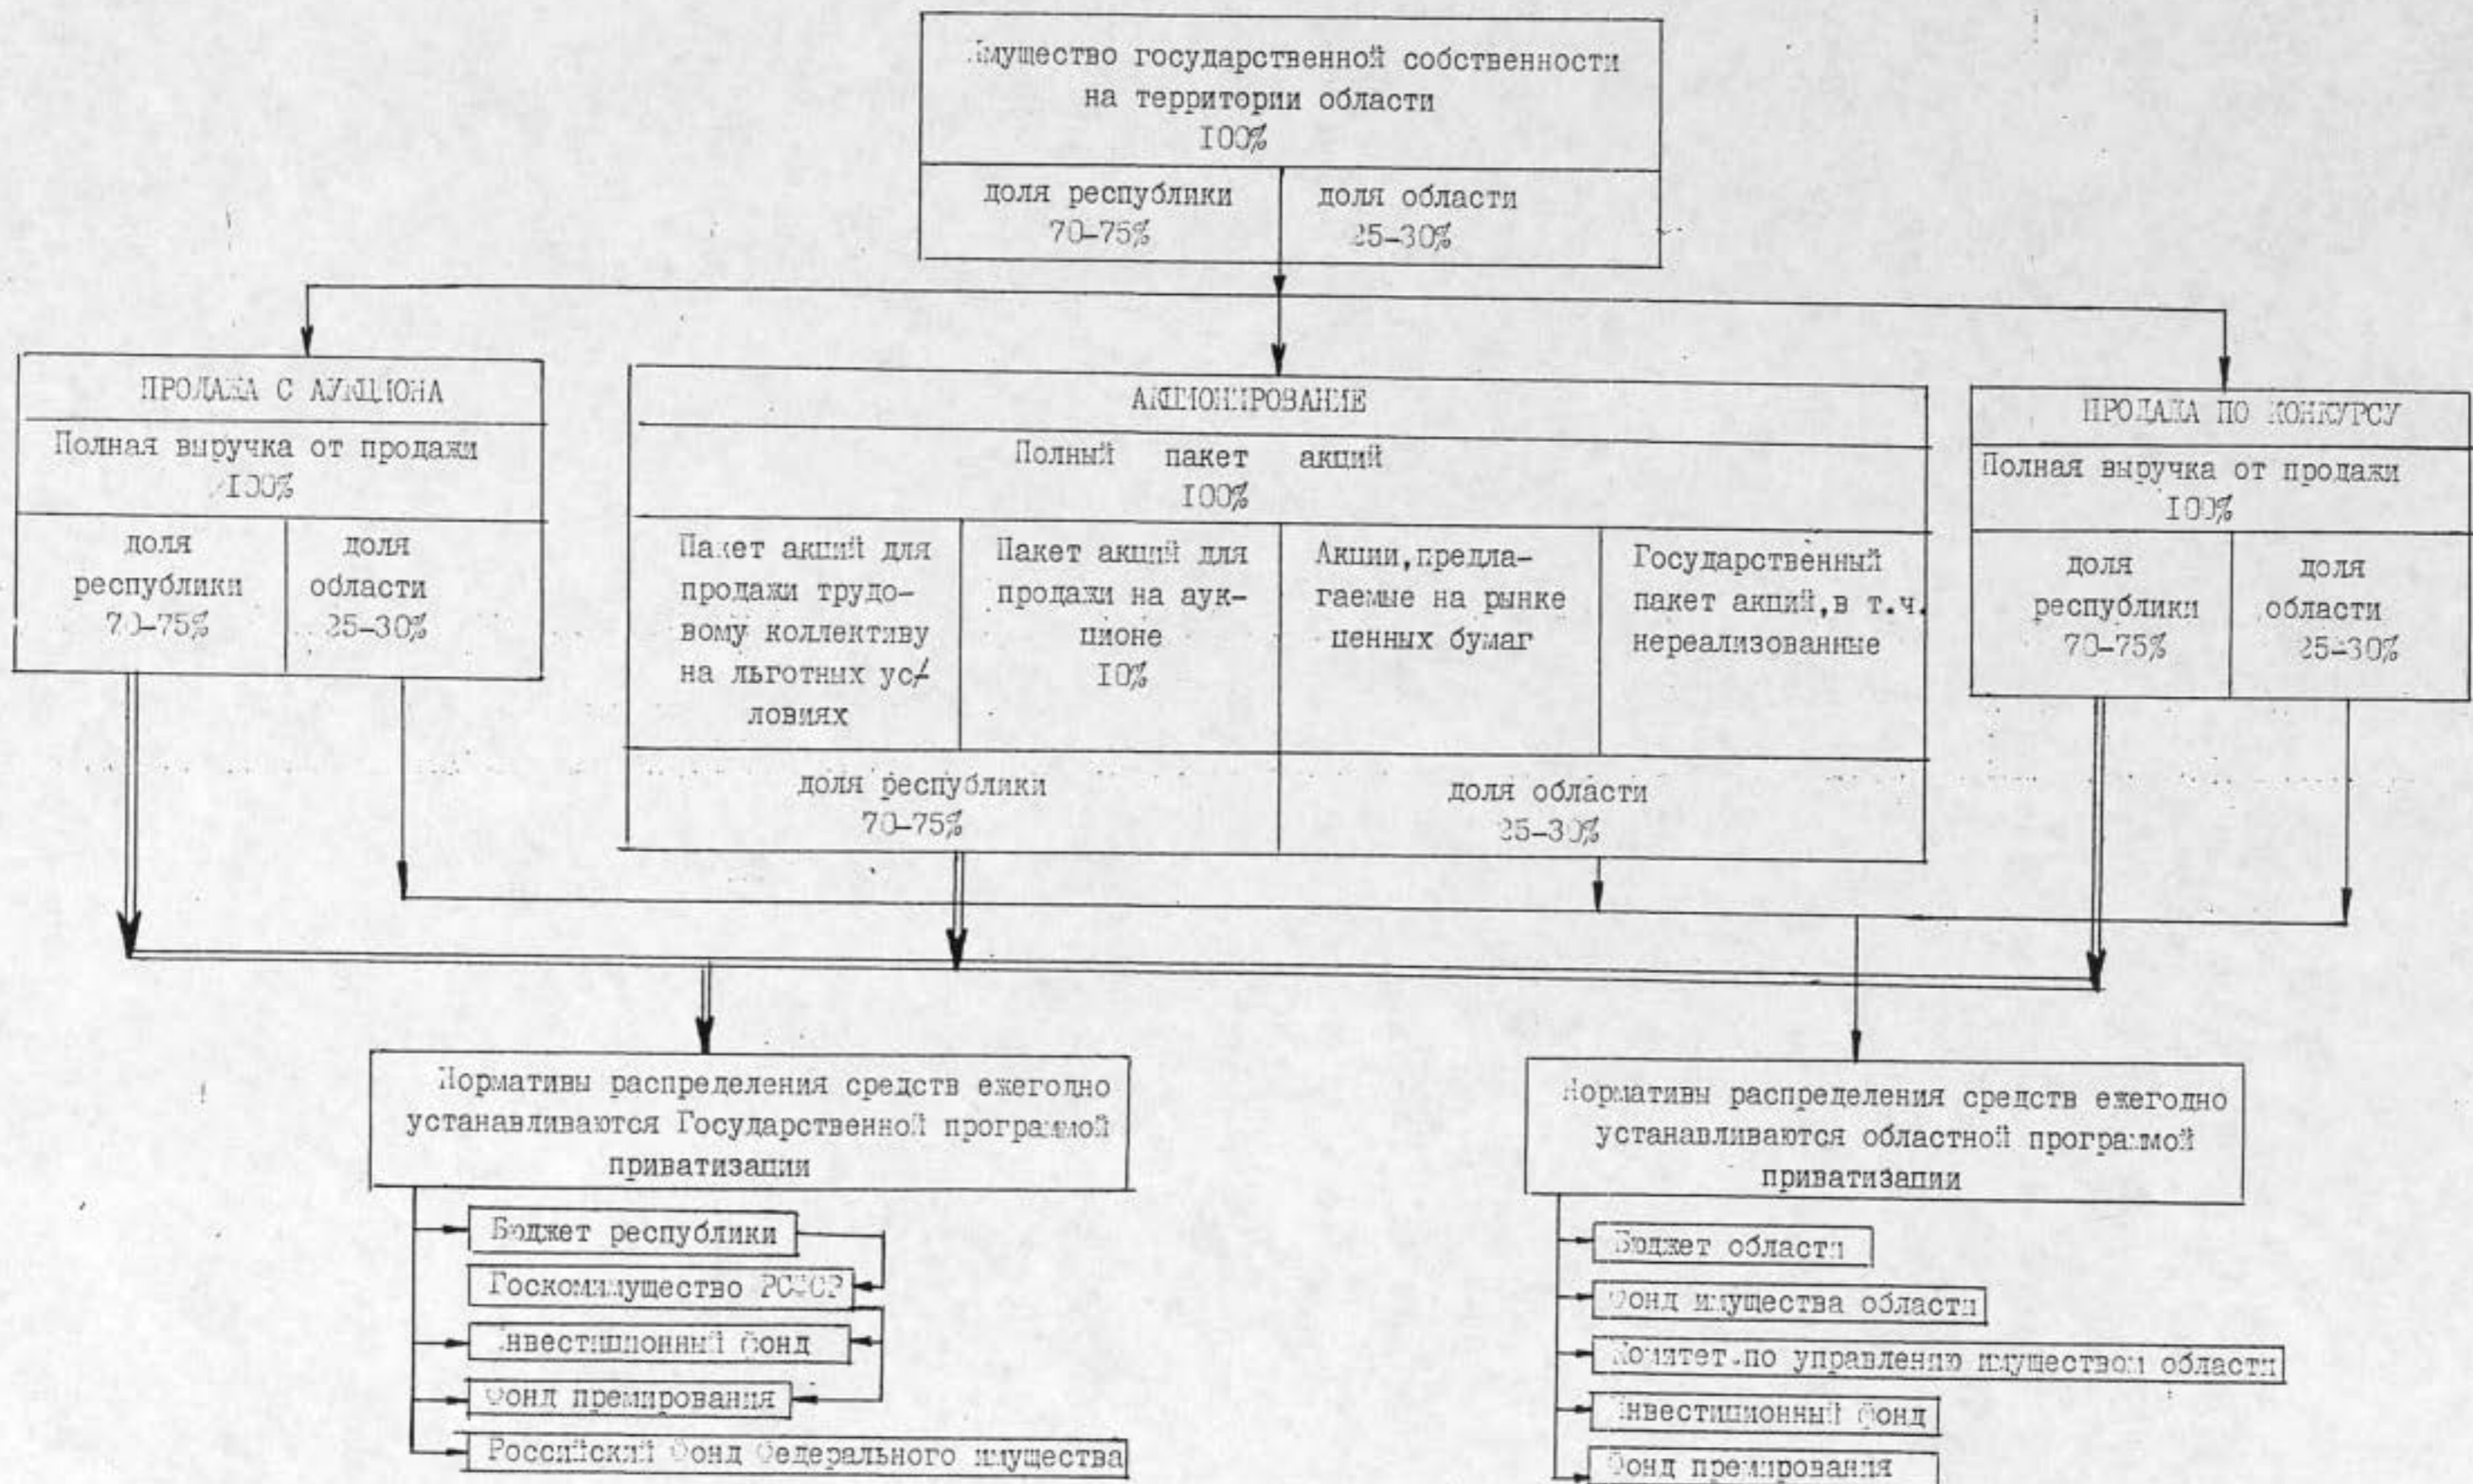 Имущество государственной собственности
на территории области
100%
доля республики
70-75%
доля области
25-30%
ПРОДАЖА С АУКЦИОНА
Полная выручка от продажи
100%
доля
республики
70-75%
доля
области
25-30%
АКЦИОНИРОВАНИЕ
Полный пакет акций
100%
Пакет акций для
продажи трудо-
вому коллективу
на льготных ус-
ловиях
Пакет акций для
продажи на аук-
ционе
10%
Акции,предла-
гаемые на рынке
ценных бумаг
Государственный
пакет акций,в т.ч.
нереализованные
доля республики
70-75%
доля области
25-30%
ПРОДАЖА ПО КОНКУРСУ
Полная выручка от продажи
100%
доля
республики
70-75%
доля
области
25-30%
Нормативы распределения средств ежегодно
устанавливаются Государственной программой
приватизации
Бюджет республики
Госкомимущество РСФСР
Инвестиционный фонд
Фонд премирования
Российский Фонд Федерального имущества
Нормативы распределения средств ежегодно
устанавливаются областной программой
приватизации
Бюджет области
Фонд имущества области
Комитет по управлению имуществом области
Инвестиционный фонд
Фонд премирования